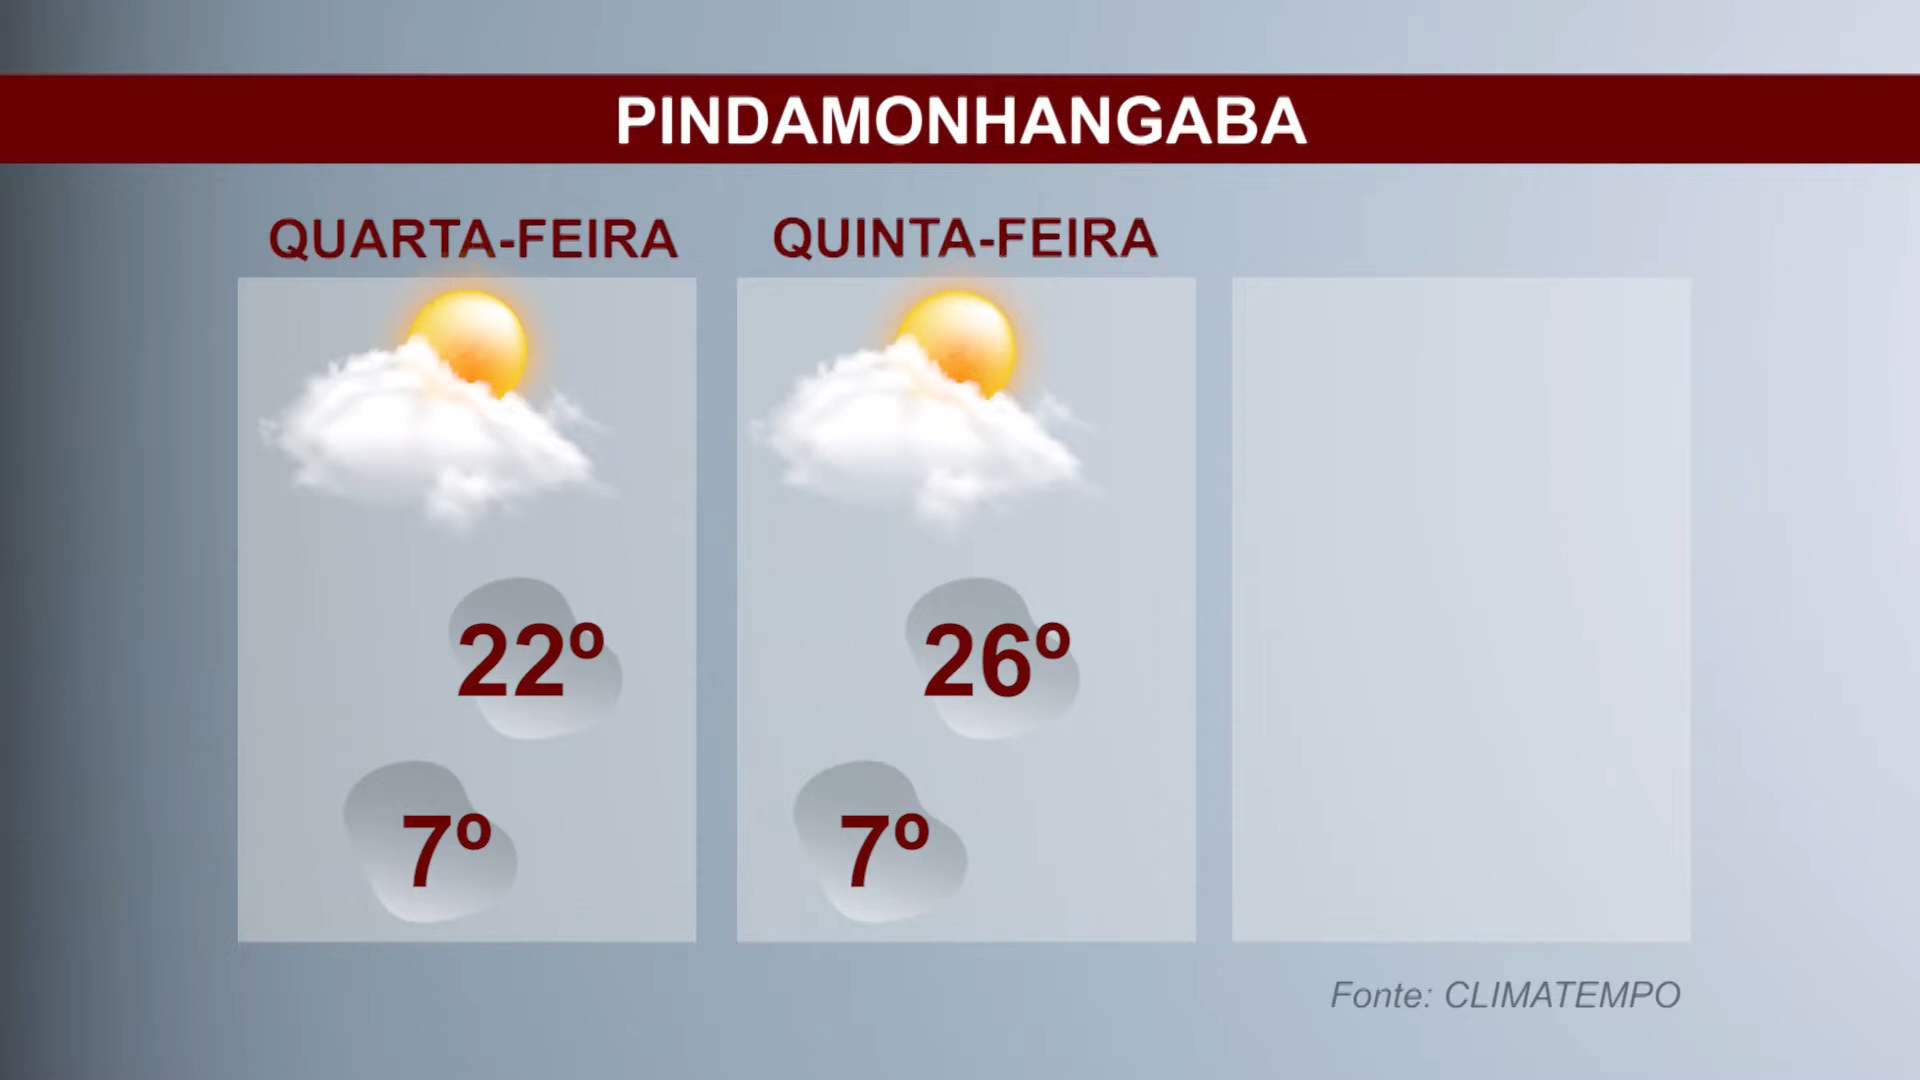 PINDAMONHANGABA
QUARTA-FEIRA
QUINTA-FEIRA
22º
26º
7º
7º
Fonte: CLIMATEMPO